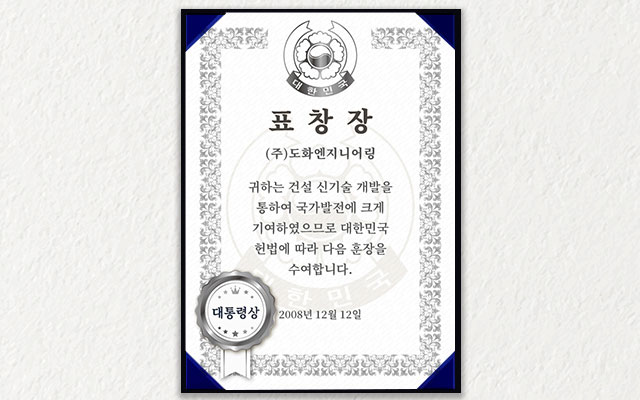 대한민국
표창장
(주)도화엔지니어링
귀하는 건설 신기술 개발을
통하여 국가발전에 크게
기여하였으므로 대한민국
헌법에 따라 다음 훈장을
수여합니다.
대한민국
대통령상
2008년 12월 12일